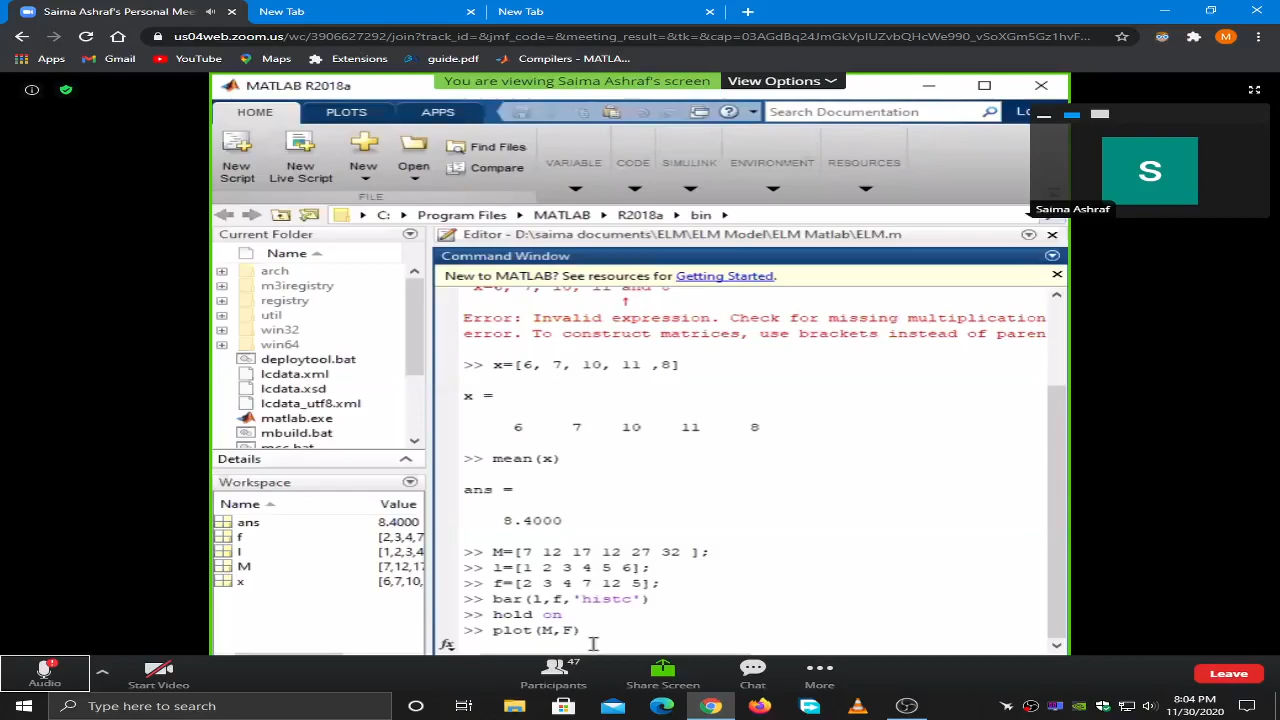 Saima Ashraf's Personal Mee
New Tab
New Tab
us04web.zoom.us/wc/3906627292/join?track_id=&jmf_code=&meeting_result=&tk=&cap=03AGdBq24JmGkVpIUZvbQHcWe990_vSoXGm5Gz1hvF...
M
Apps
Gmail
YouTube
Maps
Extensions
guide.pdf
Compilers - MATLA...
MATLAB R2018a
You are viewing Saima Ashraf's screen
View Options
HOME
PLOTS
APPS
Search Documentation
New Script
New Live Script
New
Open
Find Files
Compare
FILE
VARIABLE
CODE
SIMULINK
ENVIRONMENT
RESOURCES
S
Saima Ashraf
C: Program Files MATLAB R2018a bin
Current Folder
Name
arch
m3iregistry
registry
util
win32
win64
deploytool.bat
lcdata.xml
lcdata.xsd
lcdata_utf8.xml
matlab.exe
mbuild.bat
Details
Workspace
Name Value
ans 8.4000
f [2,3,4,7
l [1,2,3,4
M [7,12,17
x [6,7,10,
Editor - D:\saima documents\ELM\ELM Model\ELM Matlab\ELM.m
Command Window
New to MATLAB? See resources for Getting Started.
x=6, 7, 10, 11 and 8
Error: Invalid expression. Check for missing multiplication
error. To construct matrices, use brackets instead of paren
>> x=[6, 7, 10, 11 ,8]
x =
6 7 10 11 8
>> mean(x)
ans =
8.4000
>> M=[7 12 17 12 27 32 ];
>> l=[1 2 3 4 5 6];
>> f=[2 3 4 7 12 5];
>> bar(l,f,'histc')
>> hold on
>> plot(M,F)
fx
Audio
Start Video
Participants
47
Share Screen
Chat
More
Leave
Type here to search
8:04 PM
11/30/2020